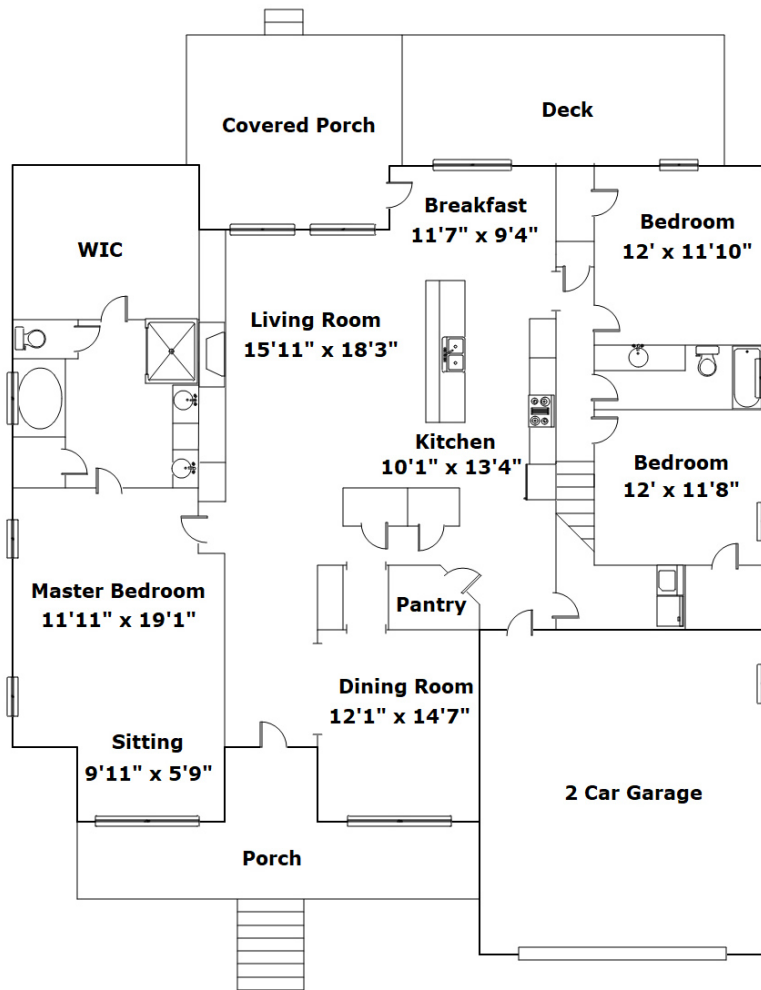 Covered Porch
Deck
Breakfast
11'7" x 9'4"
Bedroom
12' x 11'10"
WIC
Living Room
15'11" x 18'3"
Kitchen
10'1" x 13'4"
Bedroom
12' x 11'8"
Master Bedroom
11'11" x 19'1"
Pantry
Dining Room
12'1" x 14'7"
Sitting
9'11" x 5'9"
2 Car Garage
Porch